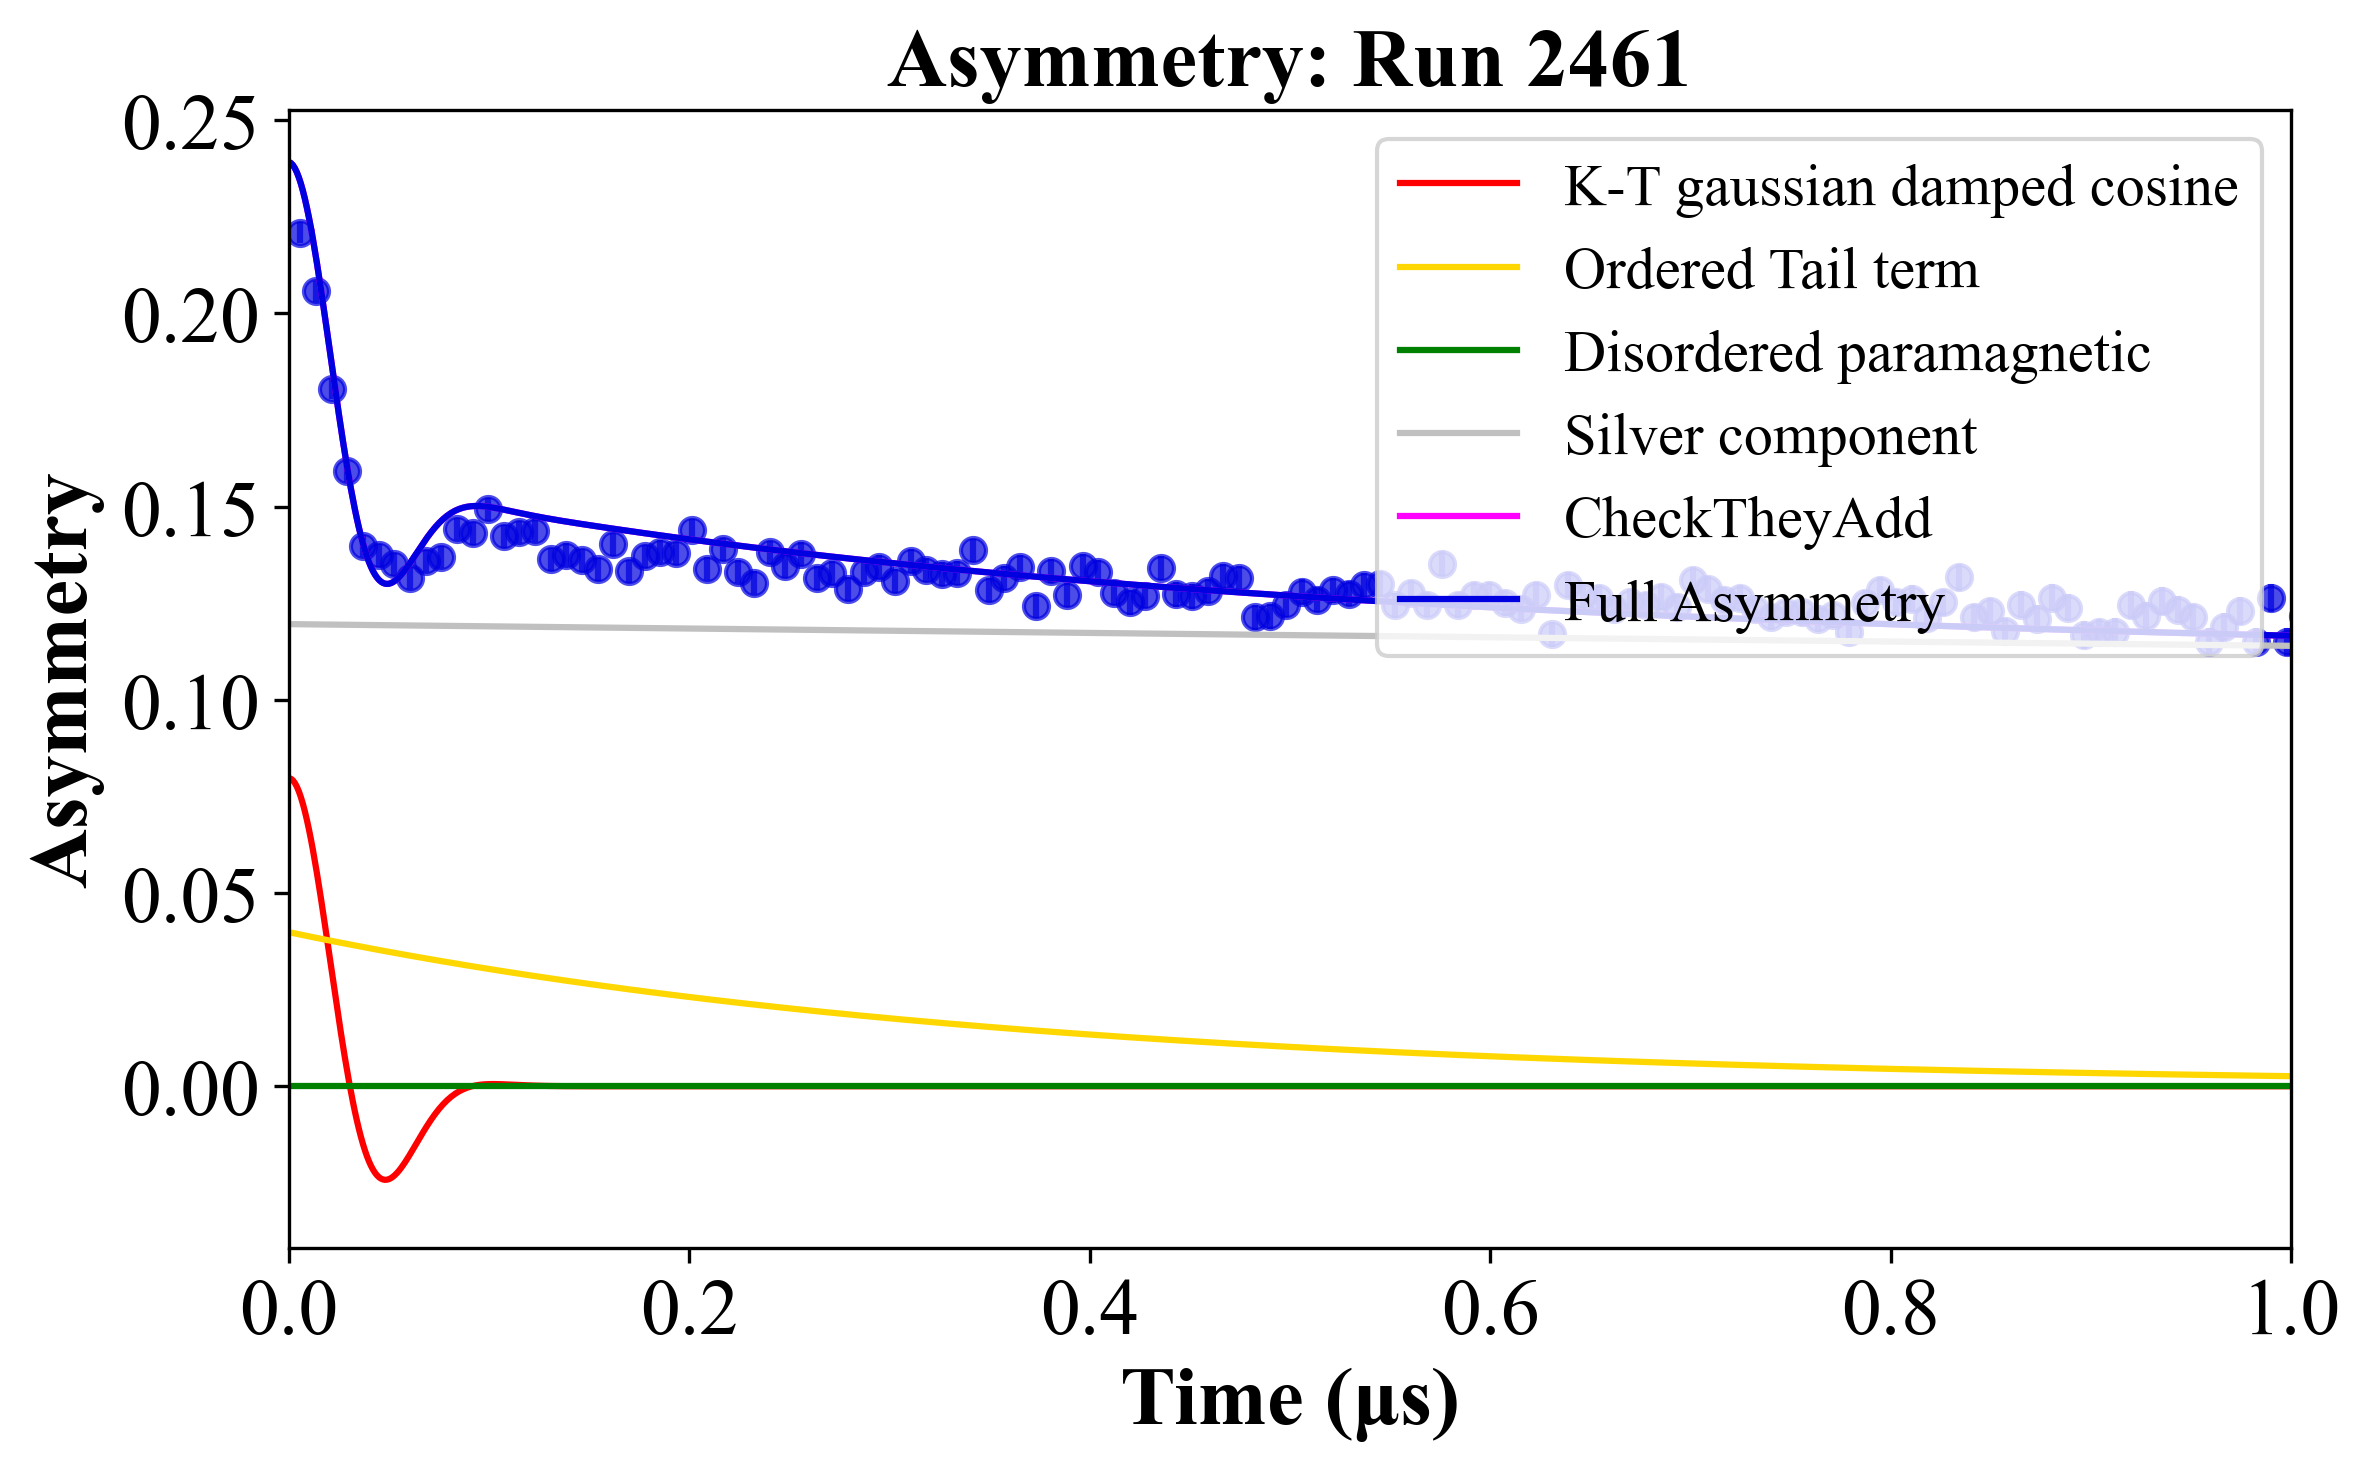 Asymmetry: Run 2461
0.25
0.20
0.15
0.10
0.05
0.00
Asymmetry
K-T gaussian damped cosine
Ordered Tail term
Disordered paramagnetic
Silver component
CheckTheyAdd
Full Asymmetry
0.0 0.2 0.4 0.6 0.8 1.0
Time (μs)